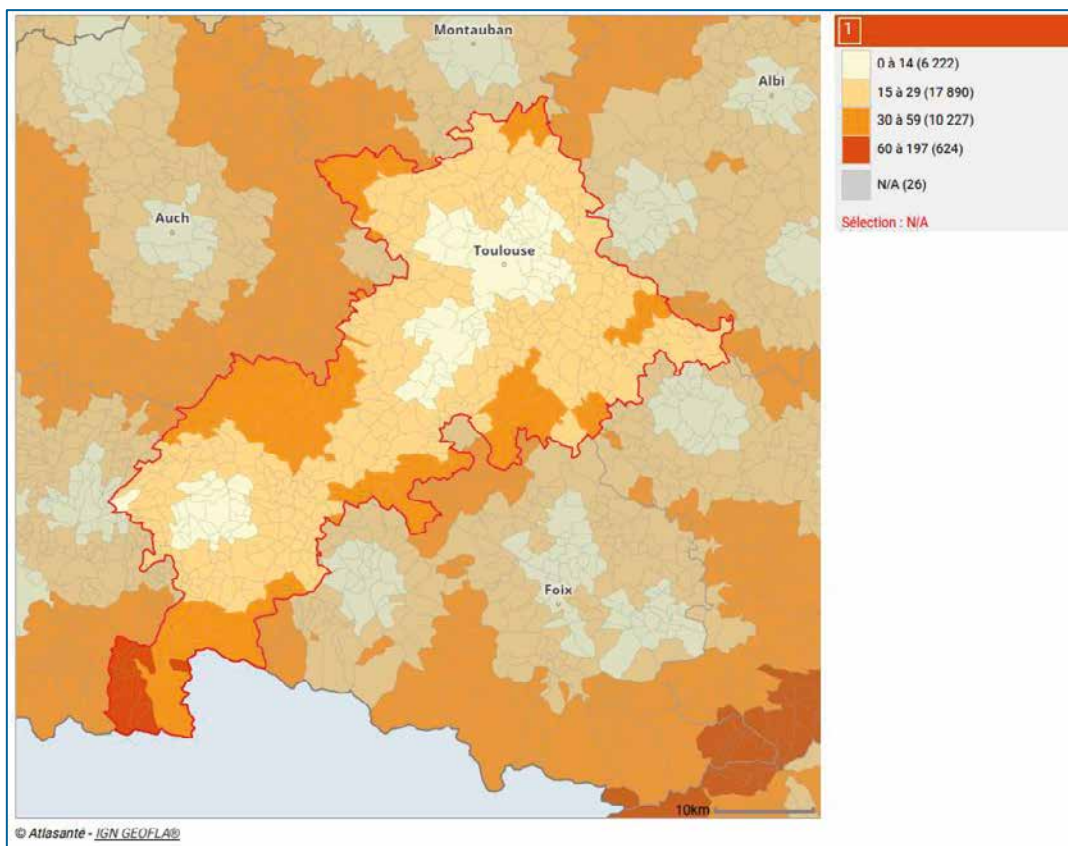 Montauban
Albi
Auch
Toulouse
Foix
10km
© Atlasanté - IGN GEOFLA®
1
0 à 14 (6 222)
15 à 29 (17 890)
30 à 59 (10 227)
60 à 197 (624)
N/A (26)
Sélection : N/A